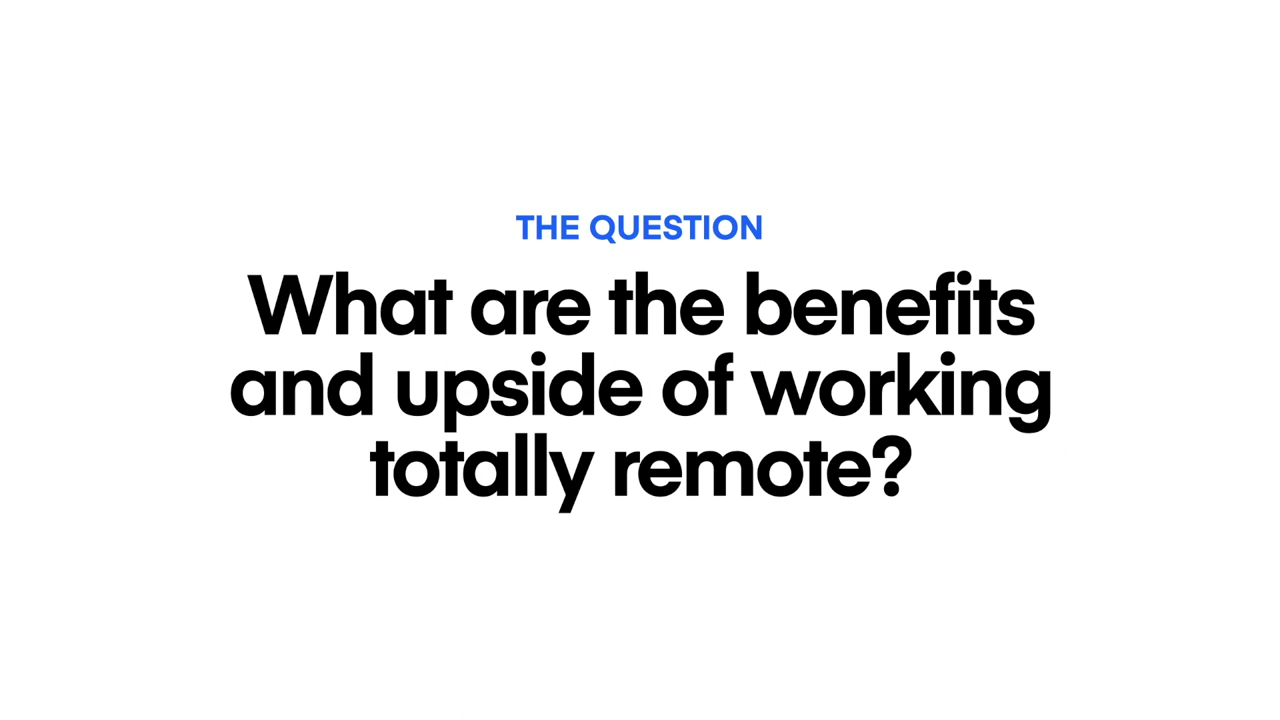 THE QUESTION
What are the benefits
and upside of working
totally remote?